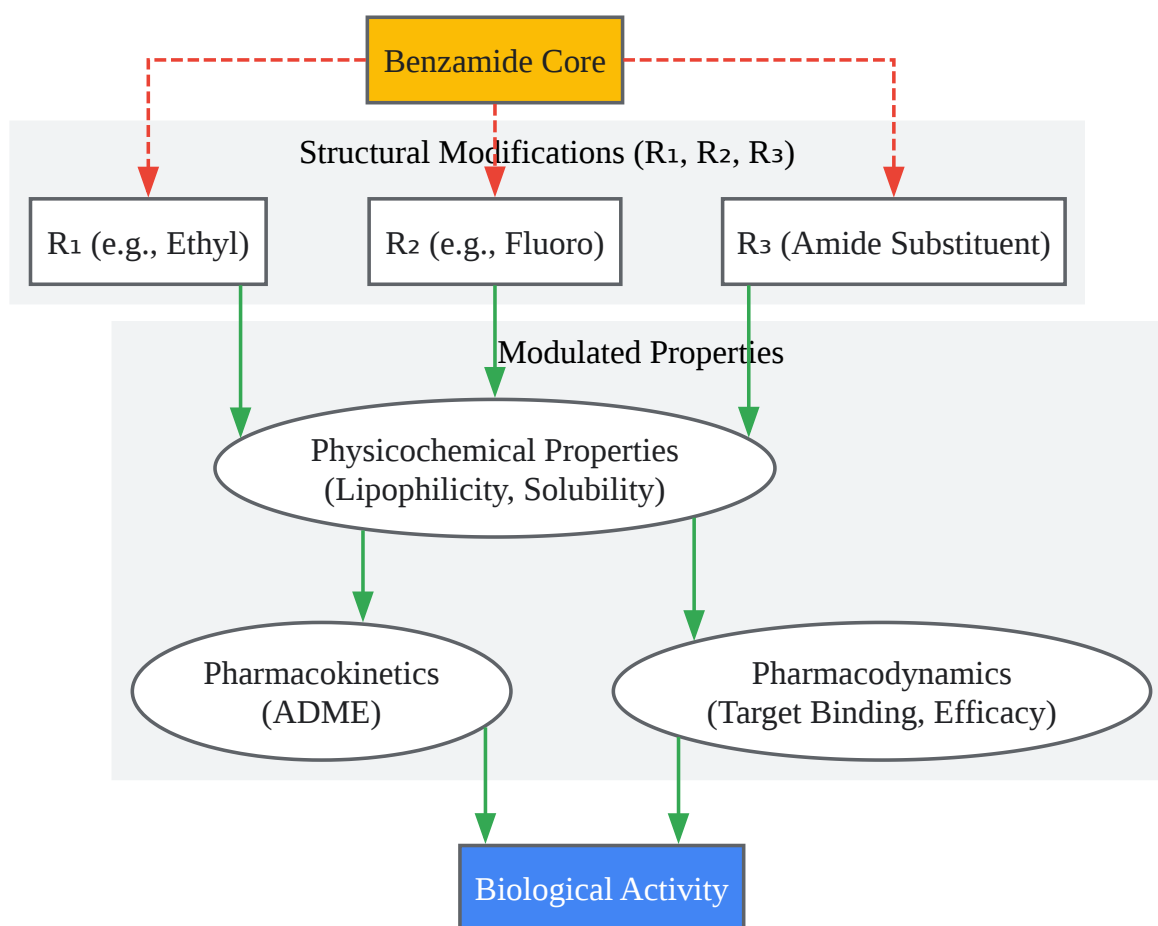 Benzamide Core
Structural Modifications (R₁, R₂, R₃)
R₁ (e.g., Ethyl)
R₂ (e.g., Fluoro)
R₃ (Amide Substituent)
Modulated Properties
Physicochemical Properties
(Lipophilicity, Solubility)
Pharmacokinetics
(ADME)
Pharmacodynamics
(Target Binding, Efficacy)
Biological Activity